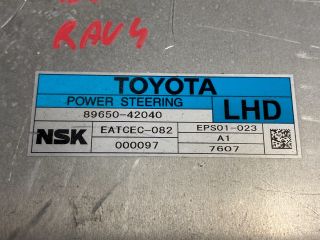 RAV4
TOYOTA
POWER STEERING
LHD
89650-42040
NSK
EATCEC-082
EPS01-023
000097
A1
7607